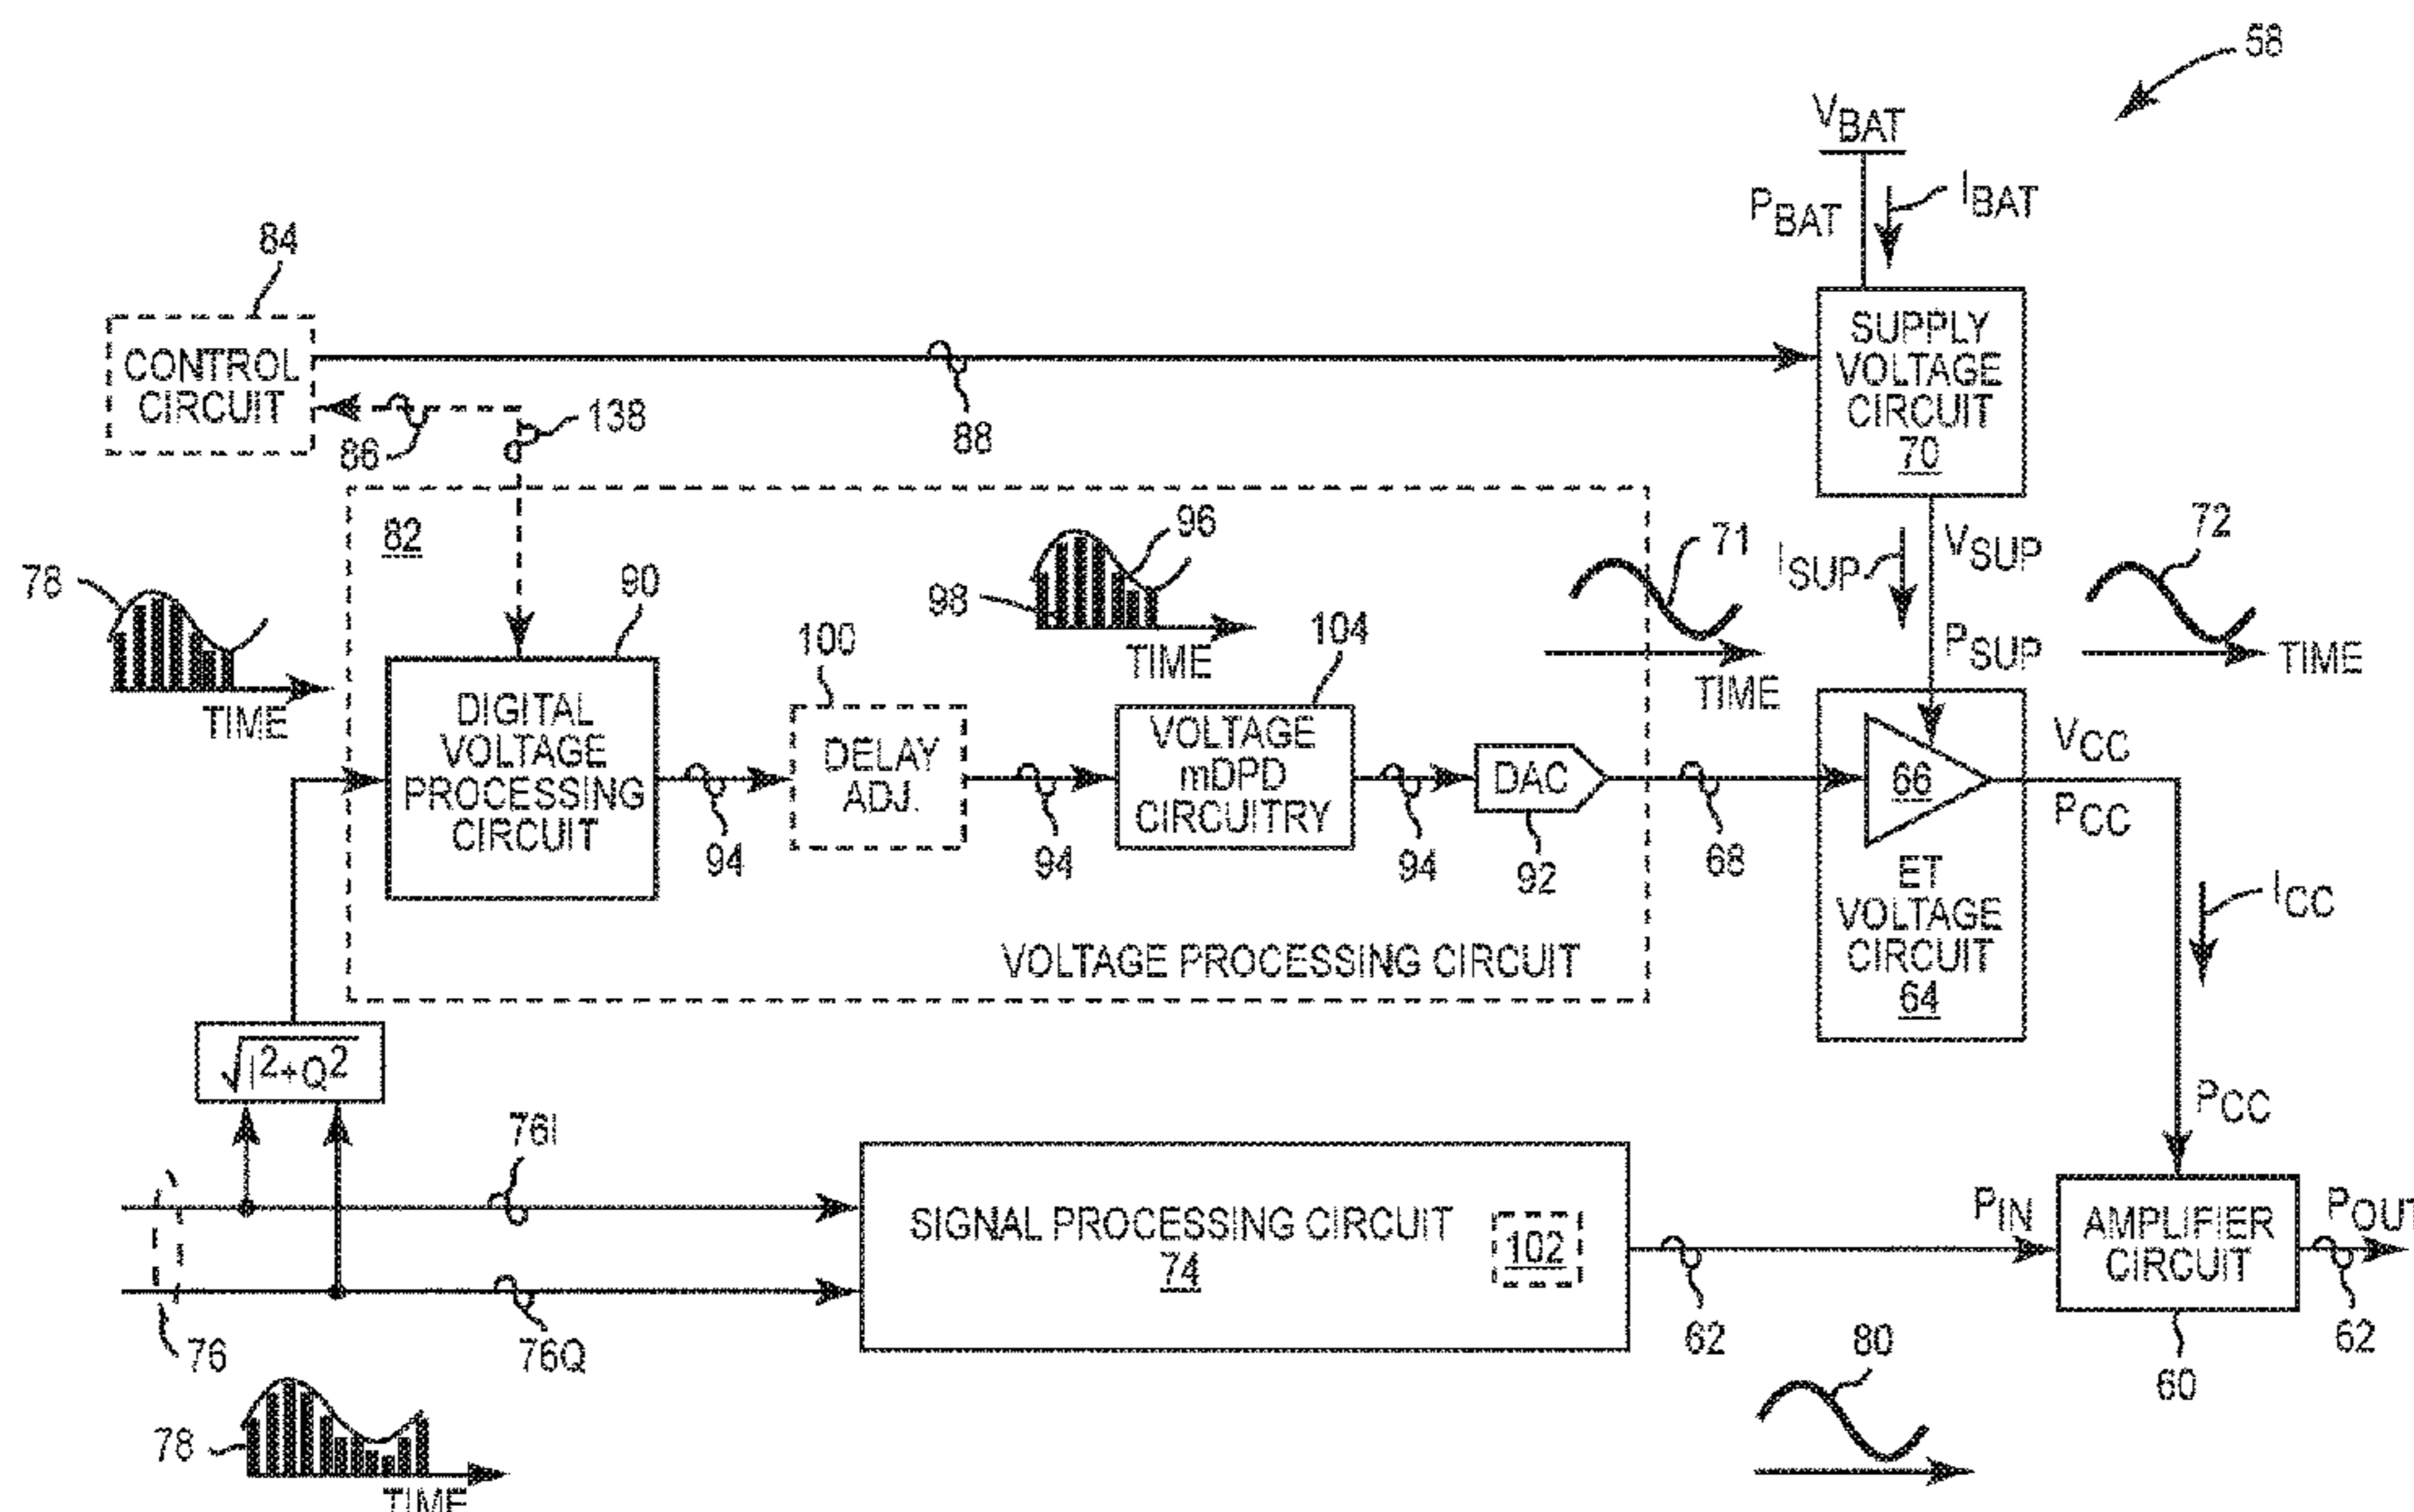 58
VBAT
PBAT
IBAT
84
CONTROL
CIRCUIT
86
138
88
SUPPLY
VOLTAGE
CIRCUIT
70
ISUP
VSUP
PSUP
72
TIME
71
TIME
78
TIME
82
90
DIGITAL
VOLTAGE
PROCESSING
CIRCUIT
94
100
DELAY
ADJ.
94
96
98
TIME
104
VOLTAGE
mDPD
CIRCUITRY
94
DAC
92
68
66
ET
VOLTAGE
CIRCUIT
64
VCC
PCC
ICC
VOLTAGE PROCESSING CIRCUIT
√I²+Q²
PCC
76I
76Q
76
78
TIME
SIGNAL PROCESSING CIRCUIT
74
102
62
80
PIN
AMPLIFIER
CIRCUIT
60
POUT
62